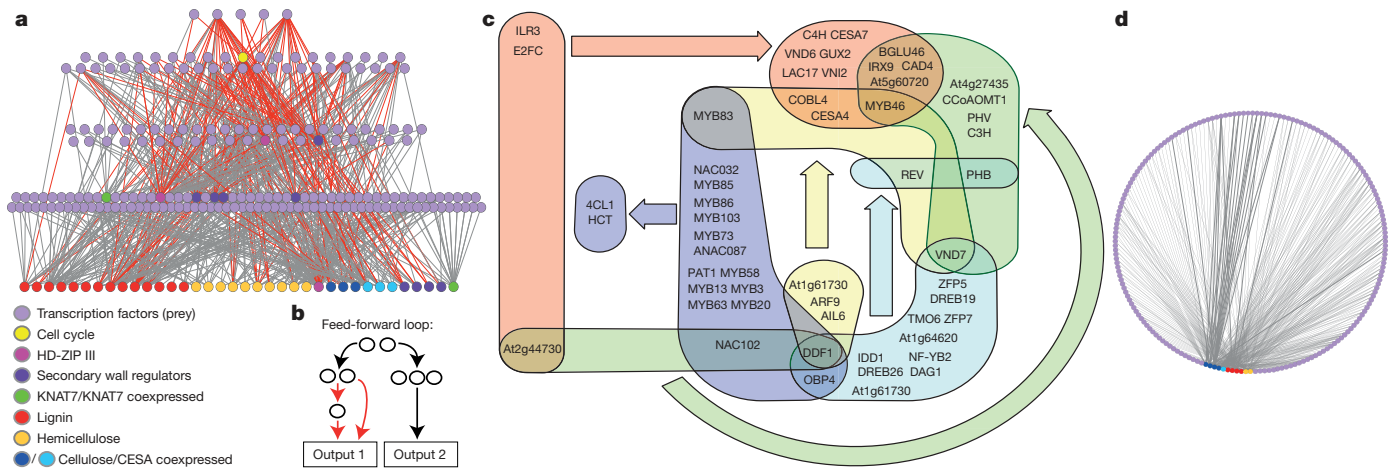 a
Transcription factors (prey)
Cell cycle
HD-ZIP III
Secondary wall regulators
KNAT7/KNAT7 coexpressed
Lignin
Hemicellulose
/ Cellulose/CESA coexpressed
b
Feed-forward loop:
Output 1 Output 2
c
ILR3
E2FC
At2g44730
4CL1
HCT
MYB83
NAC032
MYB85
MYB86
MYB103
MYB73
ANAC087
PAT1 MYB58
MYB13 MYB3
MYB63 MYB20
NAC102
C4H CESA7
VND6 GUX2
LAC17 VNI2
COBL4
CESA4
BGLU46
IRX9 CAD4
At5g60720
MYB46
At4g27435
CCoAOMT1
PHV
C3H
REV PHB
VND7
At1g61730
ARF9
AIL6
DDF1
OBP4
ZFP5
DREB19
TMO6 ZFP7
At1g64620
IDD1 NF-YB2
DREB26 DAG1
At1g61730
d